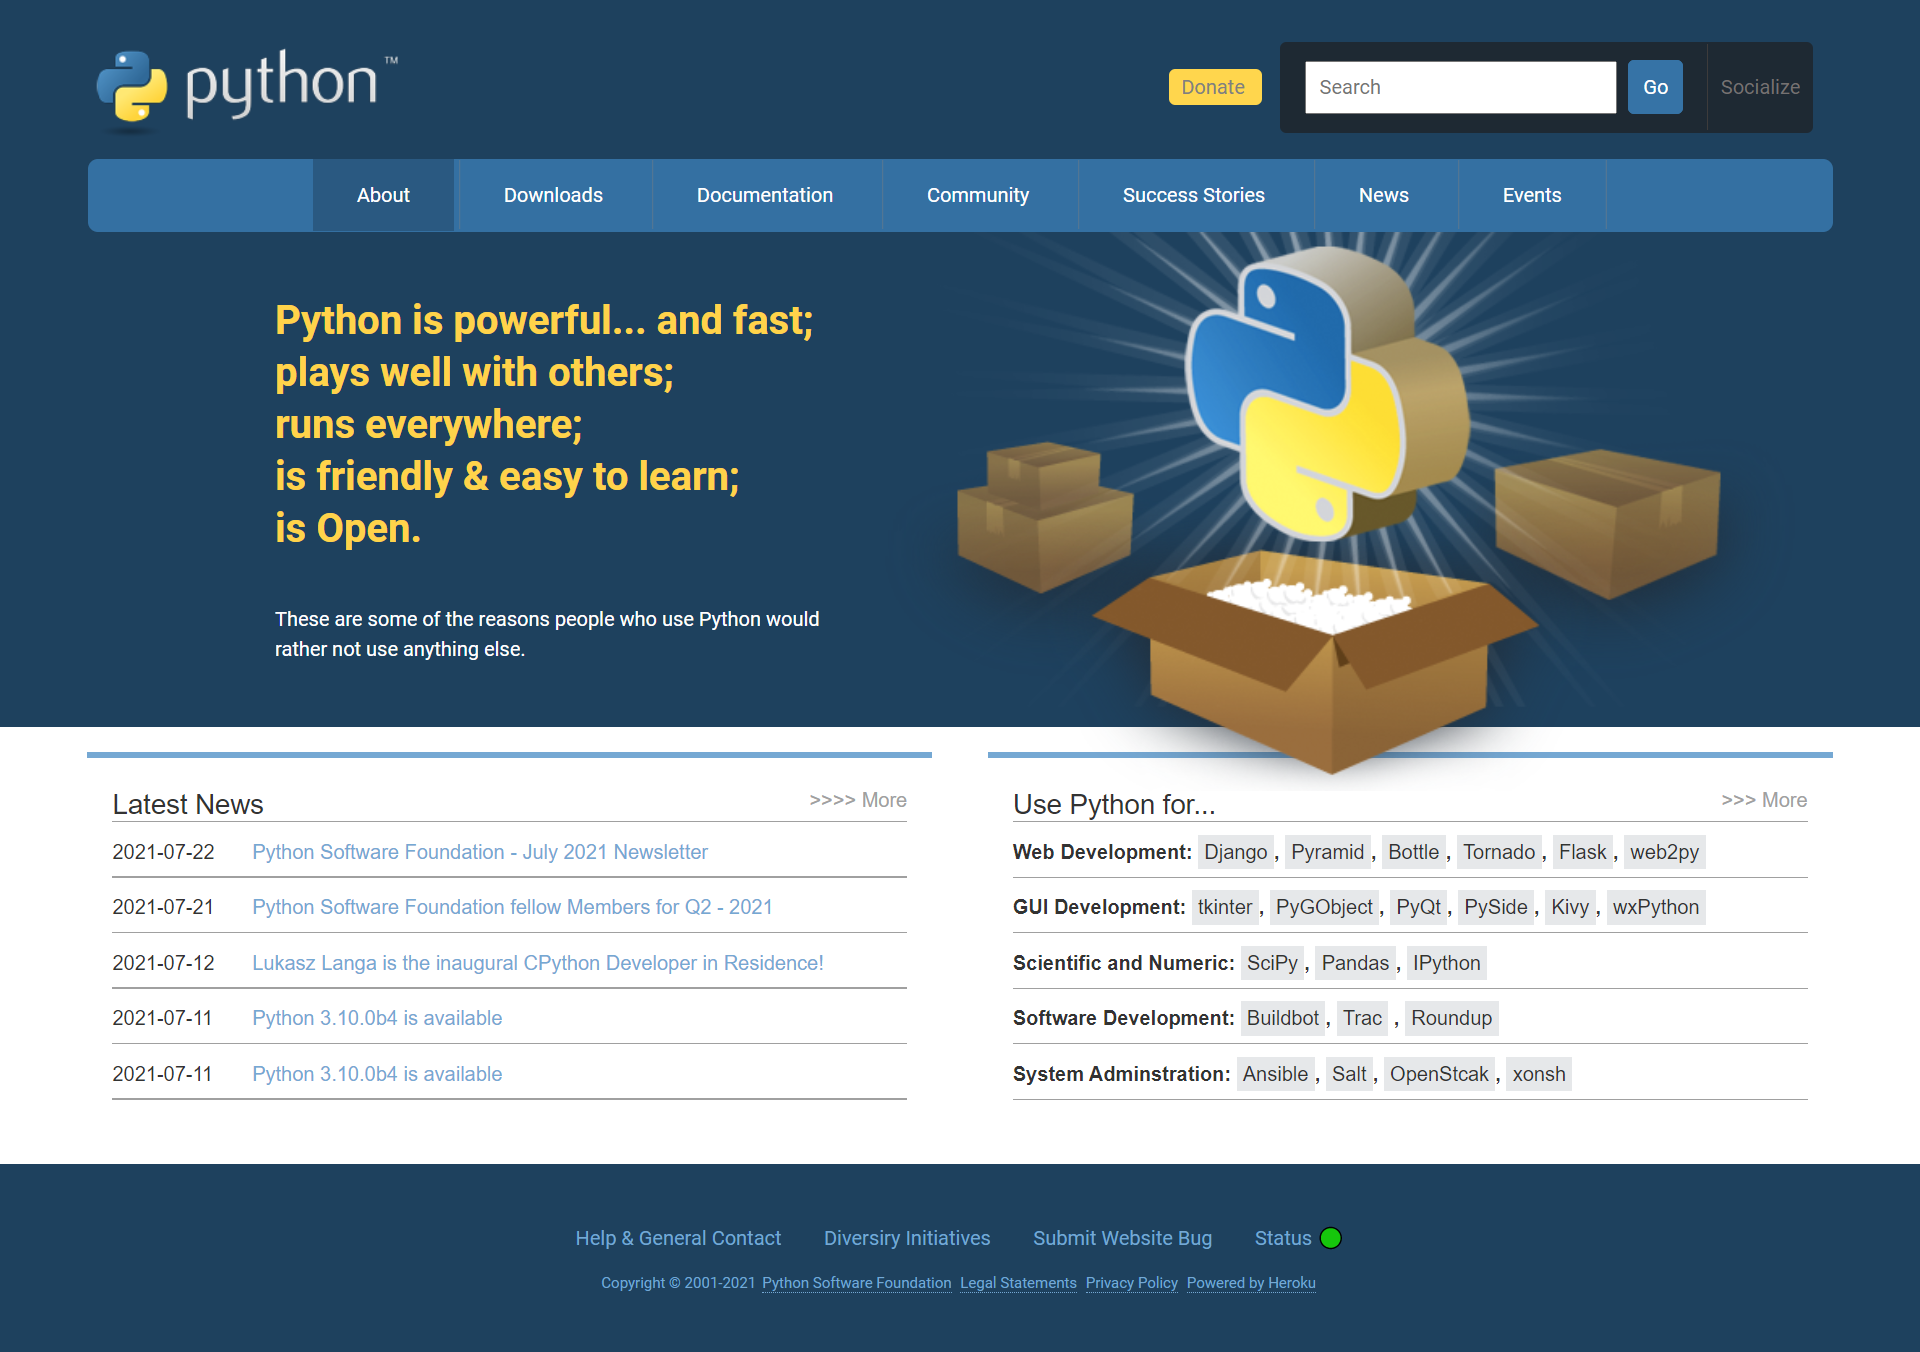 python™
Donate
Search
Go
Socialize
About
Downloads
Documentation
Community
Success Stories
News
Events
Python is powerful... and fast;
plays well with others;
runs everywhere;
is friendly & easy to learn;
is Open.
These are some of the reasons people who use Python would
rather not use anything else.
Latest News
>>>> More
2021-07-22 Python Software Foundation - July 2021 Newsletter
2021-07-21 Python Software Foundation fellow Members for Q2 - 2021
2021-07-12 Lukasz Langa is the inaugural CPython Developer in Residence!
2021-07-11 Python 3.10.0b4 is available
2021-07-11 Python 3.10.0b4 is available
Use Python for...
>>> More
Web Development: Django, Pyramid, Bottle, Tornado, Flask, web2py
GUI Development: tkinter, PyGObject, PyQt, PySide, Kivy, wxPython
Scientific and Numeric: SciPy, Pandas, IPython
Software Development: Buildbot, Trac , Roundup
System Adminstration: Ansible, Salt, OpenStcak, xonsh
Help & General Contact
Diversiry Initiatives
Submit Website Bug
Status
Copyright © 2001-2021 Python Software Foundation Legal Statements Privacy Policy Powered by Heroku